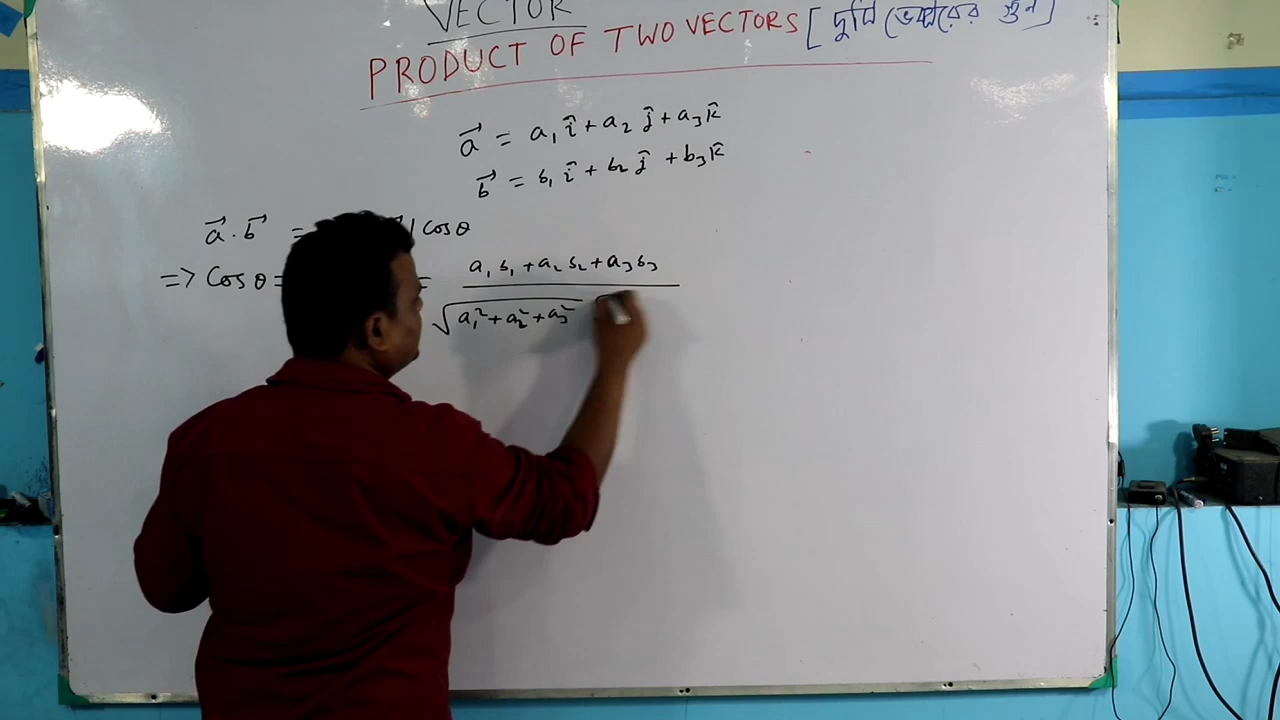 VECTOR
PRODUCT OF TWO VECTORS [দুটি ভেক্টরের গুন]
a⃗ = a₁î + a₂ĵ + a₃k̂
b⃗ = b₁î + b₂ĵ + b₃k̂
a⃗ . b⃗ = | cos θ
=> Cos θ = = a₁b₁ + a₂b₂ + a₃b₃
√a₁² + a₂² + a₃²